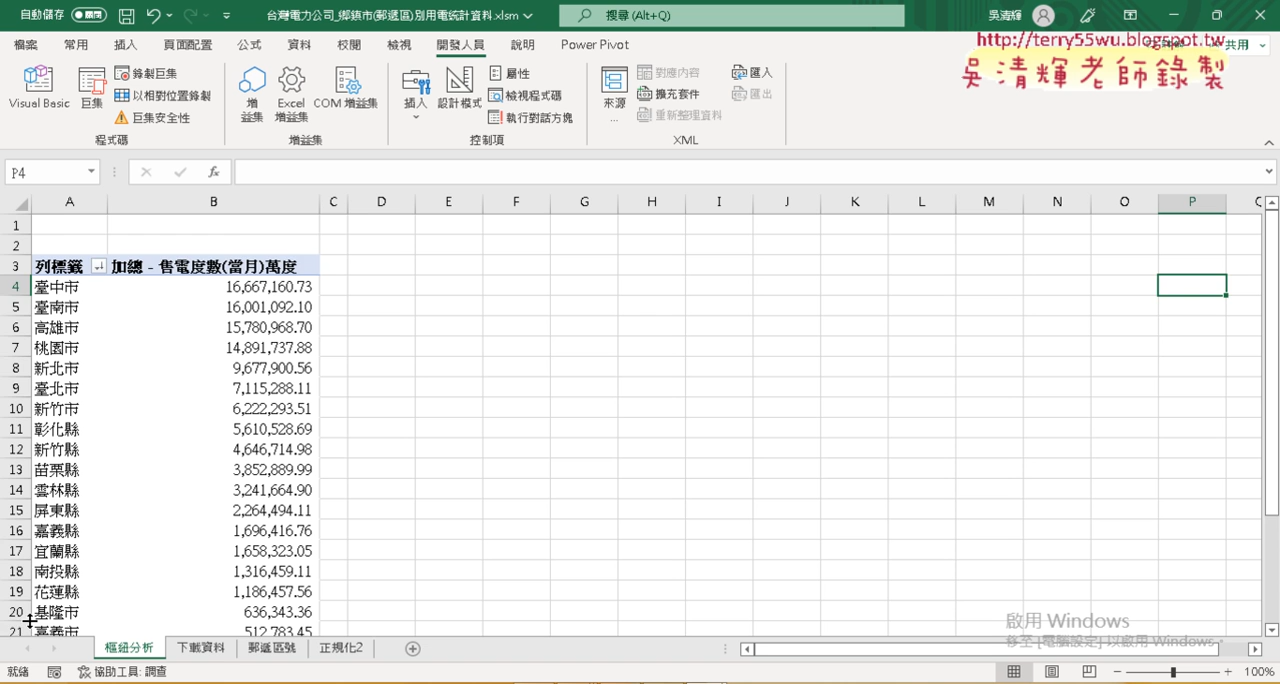 自動儲存 台灣電力公司_鄉鎮市(郵遞區)別用電統計資料.xlsm 搜尋 (Alt+Q) 吳清輝
檔案 常用 插入 頁面配置 公式 資料 校閱 檢視 開發人員 說明 Power Pivot 共用
http://terry55wu.blogspot.tw
吳清輝老師錄製
Visual Basic 巨集 錄製巨集 以相對位置錄製 巨集安全性 程式碼
增益集 Excel 增益集 COM 增益集 增益集
插入 設計模式 屬性 檢視程式碼 執行對話方塊 控制項
來源... 對應內容 擴充套件 重新整理資料 匯入 匯出 XML
P4 fx
A B C D E F G H I J K L M N O P
1
2
3 列標籤 加總 - 售電度數(當月)萬度
4 臺中市 16,667,160.73
5 臺南市 16,001,092.10
6 高雄市 15,780,968.70
7 桃園市 14,891,737.88
8 新北市 9,677,900.56
9 臺北市 7,115,288.11
10 新竹市 6,222,293.51
11 彰化縣 5,610,528.69
12 新竹縣 4,646,714.98
13 苗栗縣 3,852,889.99
14 雲林縣 3,241,664.90
15 屏東縣 2,264,494.11
16 嘉義縣 1,696,416.76
17 宜蘭縣 1,658,323.05
18 南投縣 1,316,459.11
19 花蓮縣 1,186,457.56
20 基隆市 636,343.36
21 嘉義市 512,783.45
啟用 Windows
移至 [電腦設定] 以啟用 Windows。
樞紐分析 下載資料 郵遞區號 正規化2
就緒 協助工具: 調查 100%